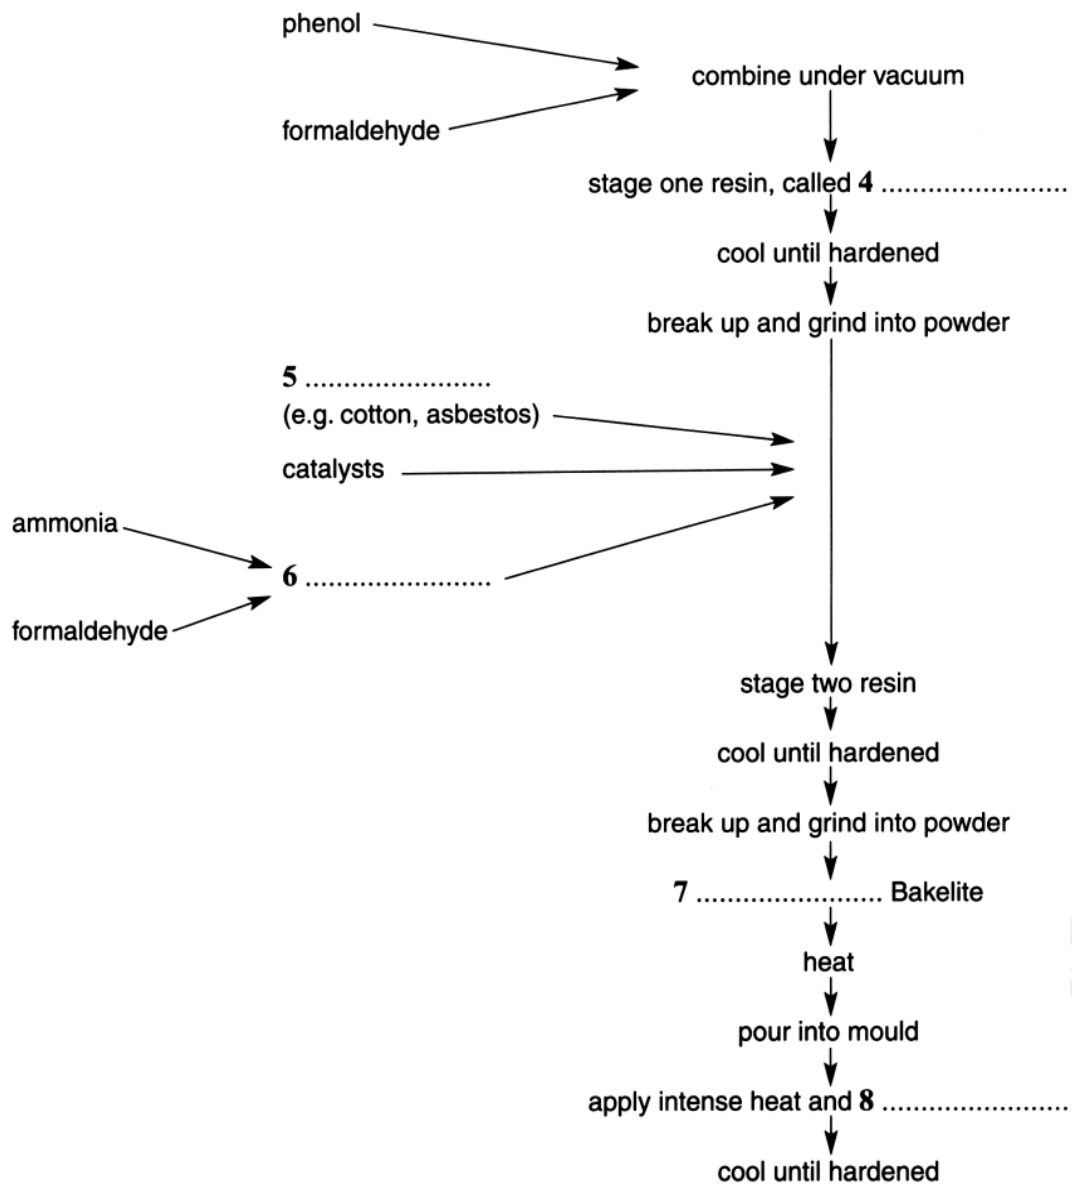 phenol
combine under vacuum
formaldehyde
stage one resin, called 4 ........................
cool until hardened
break up and grind into powder
5 ........................
(e.g. cotton, asbestos)
catalysts
ammonia
6 ........................
formaldehyde
stage two resin
cool until hardened
break up and grind into powder
7 ........................ Bakelite
heat
pour into mould
apply intense heat and 8 ........................
cool until hardened